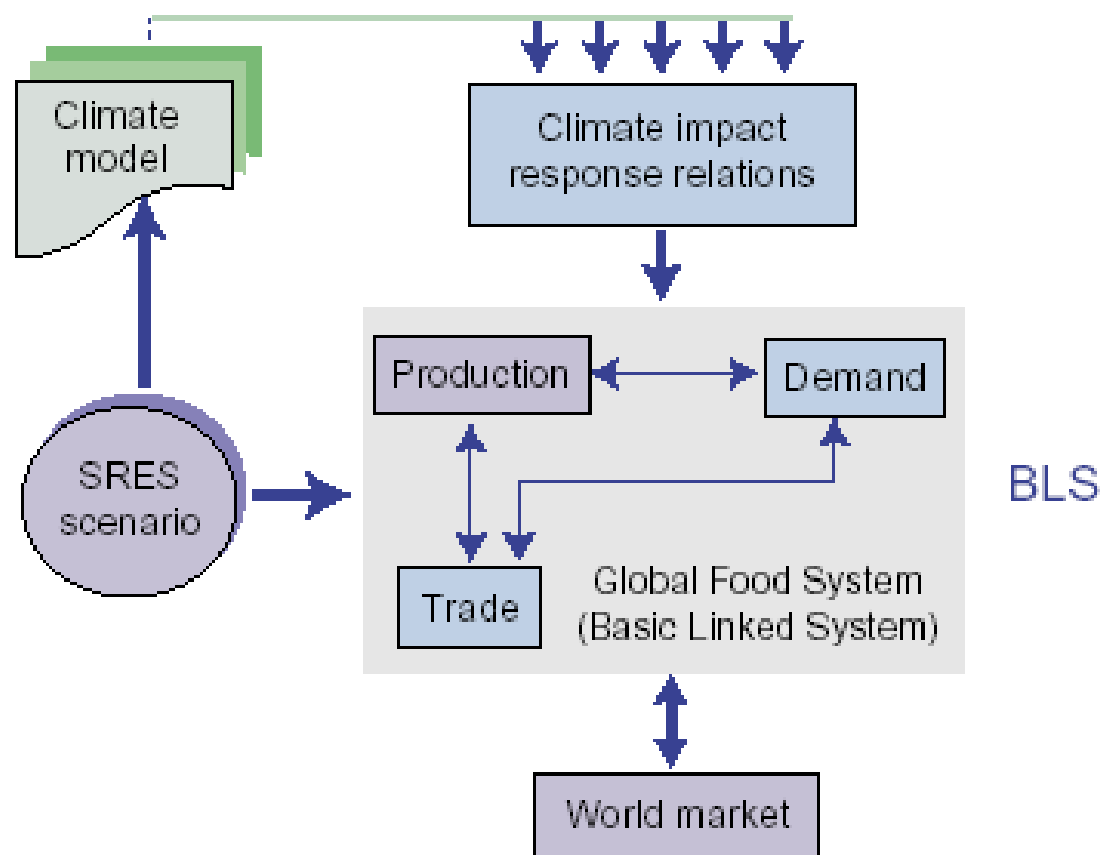 Climate
model
Climate impact
response relations
Production
Demand
SRES
scenario
BLS
Trade
Global Food System
(Basic Linked System)
World market